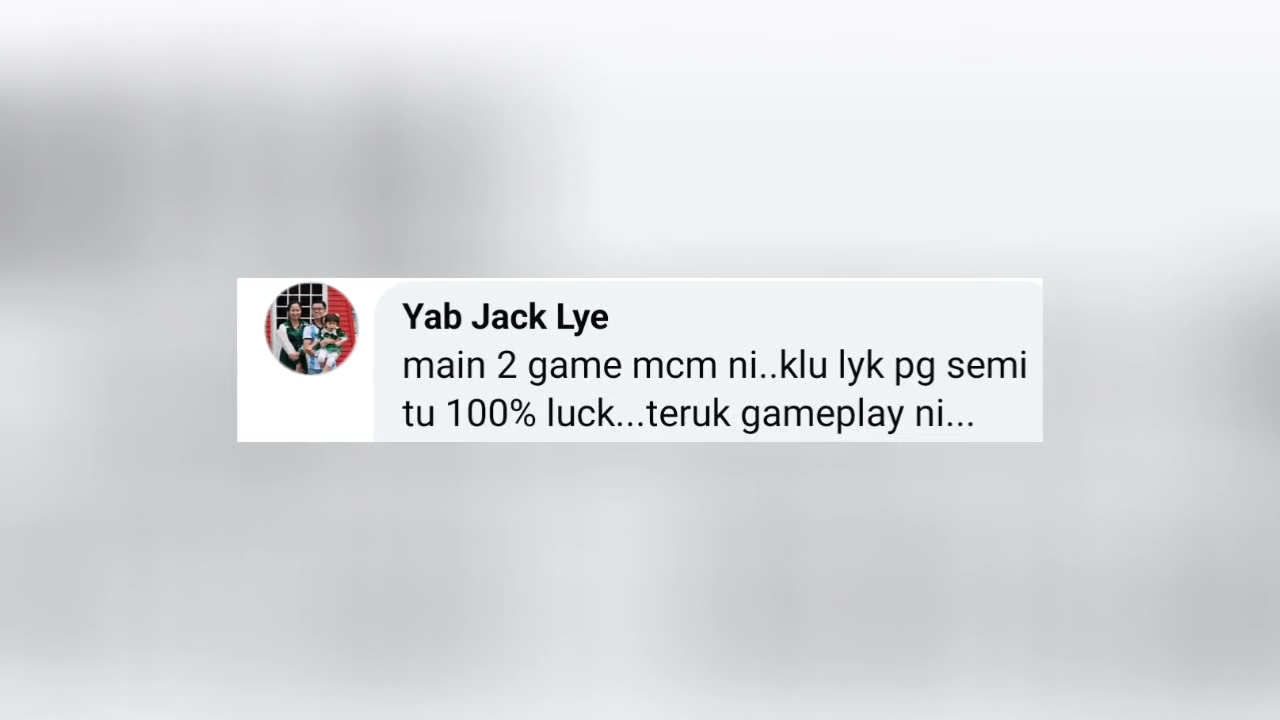 Yab Jack Lye
main 2 game mcm ni..klu lyk pg semi
tu 100% luck...teruk gameplay ni...